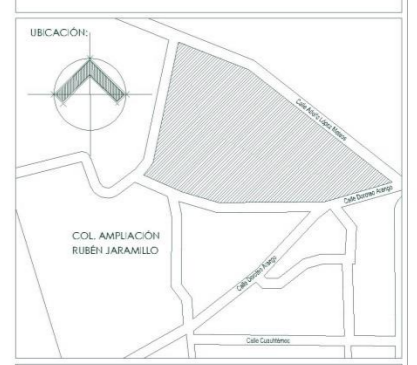 UBICACIÓN:
Calle Adolfo López Mateos
Calle Doroteo Arango
COL. AMPLIACIÓN
RUBÉN JARAMILLO
Calle Doroteo Arango
Calle Cuauhtémoc